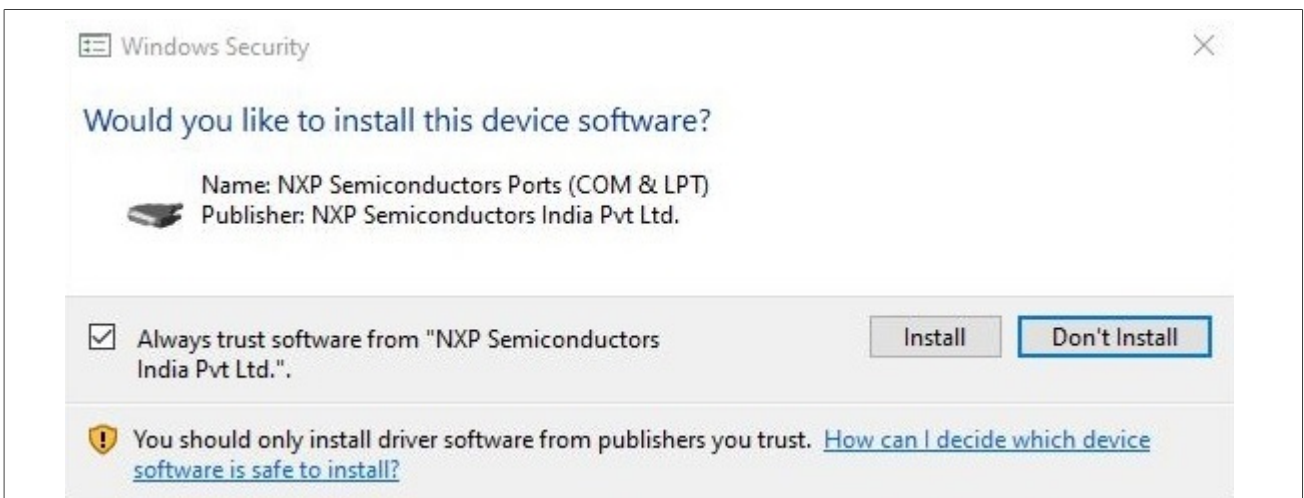 Windows Security
Would you like to install this device software?
Name: NXP Semiconductors Ports (COM & LPT)
Publisher: NXP Semiconductors India Pvt Ltd.
Always trust software from "NXP Semiconductors
India Pvt Ltd.".
Install
Don't Install
You should only install driver software from publishers you trust. How can I decide which device
software is safe to install?